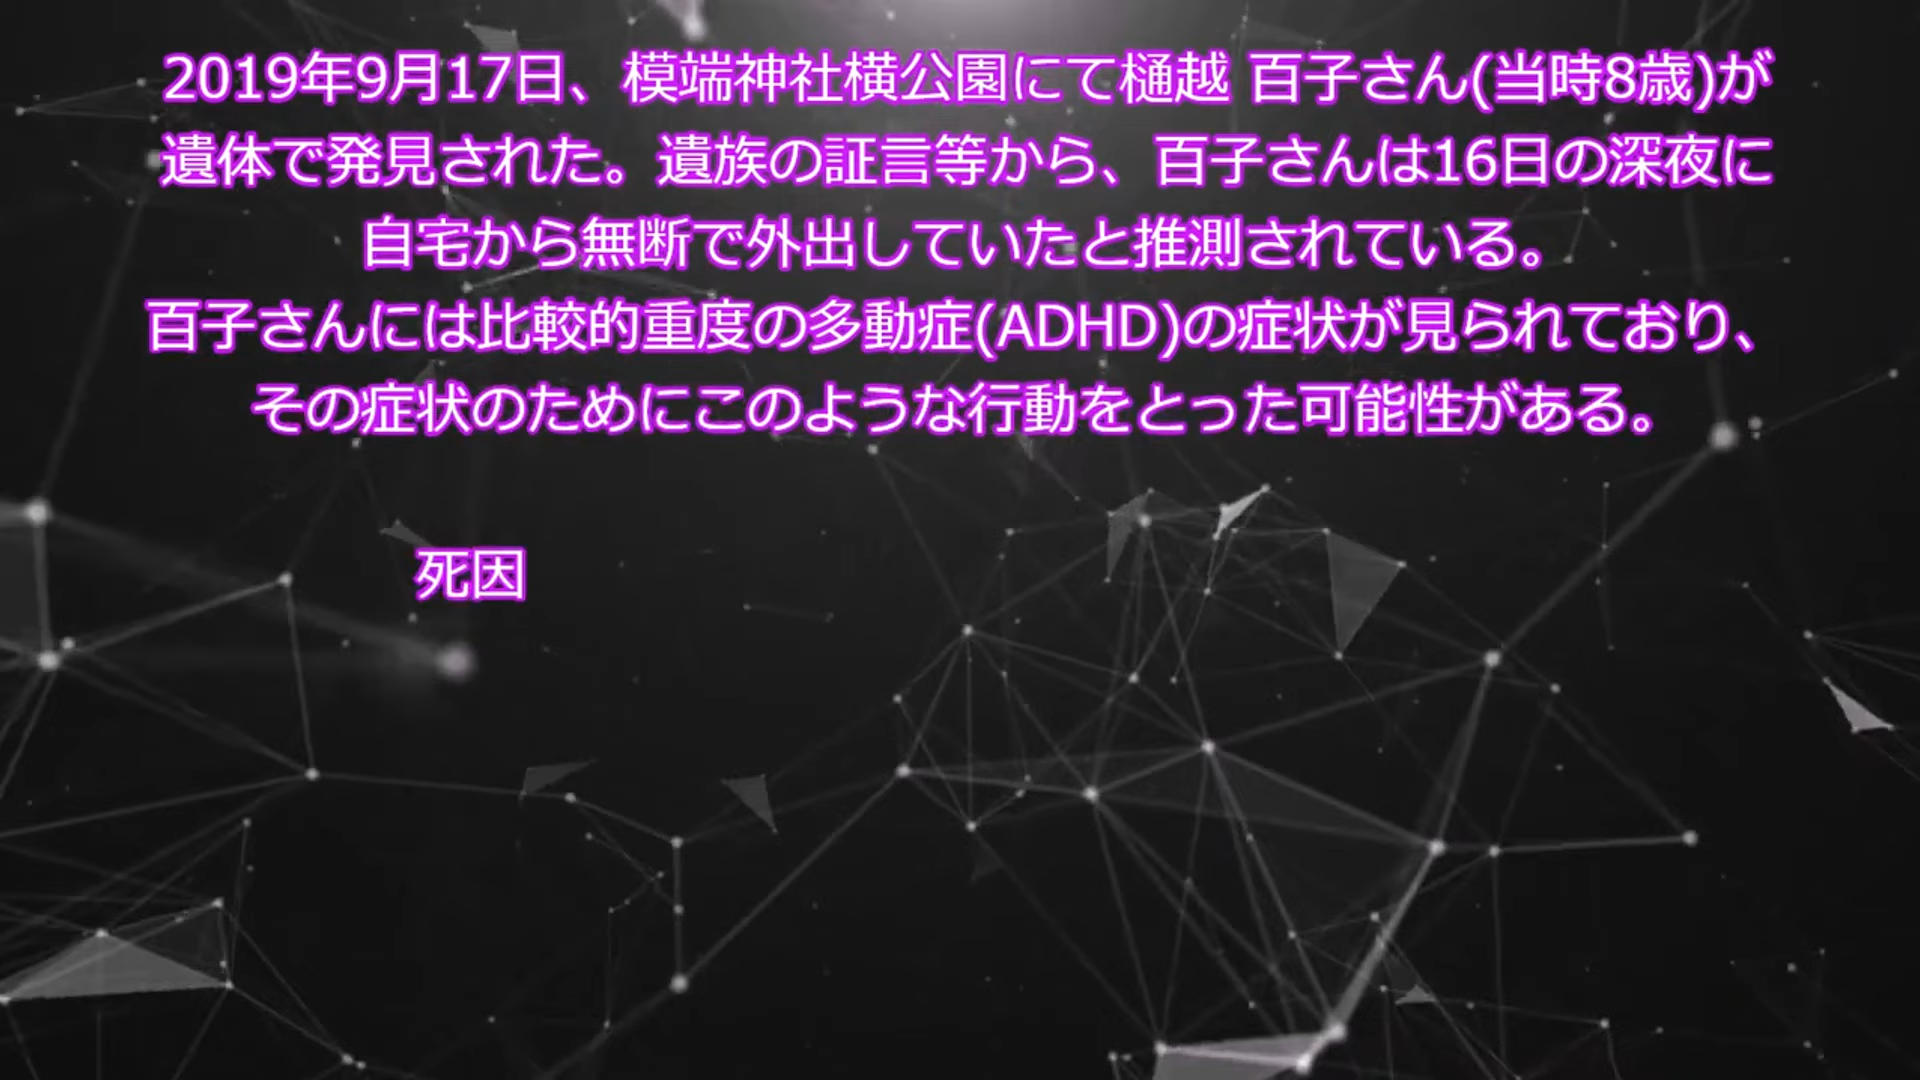 2019年9月17日、模端神社横公園にて樋越 百子さん(当時8歳)が
遺体で発見された。遺族の証言等から、百子さんは16日の深夜に
自宅から無断で外出していたと推測されている。
百子さんには比較的重度の多動症(ADHD)の症状が見られており、
その症状のためにこのような行動をとった可能性がある。
死因